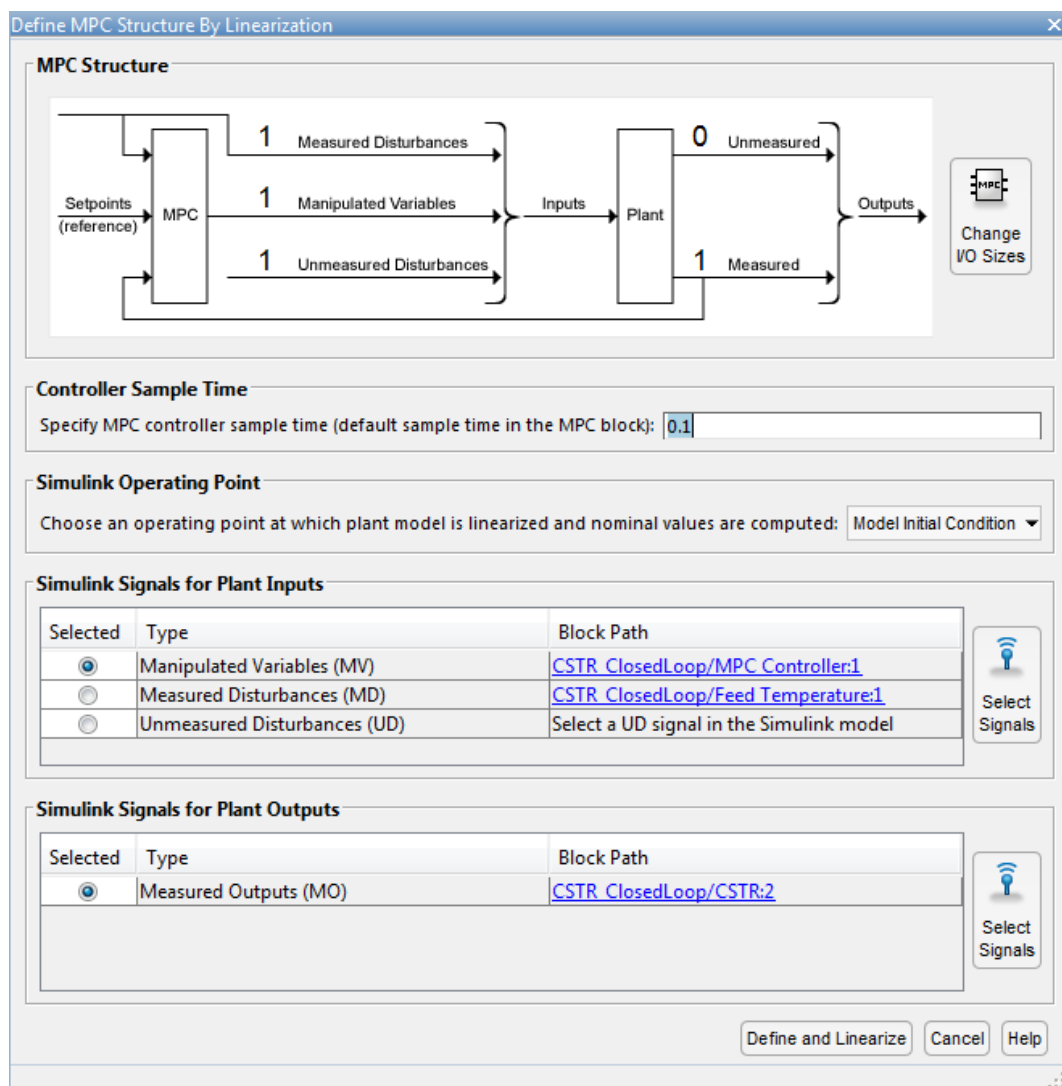 Define MPC Structure By Linearization
MPC Structure
1 Measured Disturbances
0 Unmeasured
Setpoints
(reference)
MPC
1 Manipulated Variables
Inputs
Plant
Outputs
1 Unmeasured Disturbances
1 Measured
MPC
Change
I/O Sizes
Controller Sample Time
Specify MPC controller sample time (default sample time in the MPC block): 0.1
Simulink Operating Point
Choose an operating point at which plant model is linearized and nominal values are computed: Model Initial Condition
Simulink Signals for Plant Inputs
Selected Type Block Path
Manipulated Variables (MV) CSTR_ClosedLoop/MPC Controller:1
Measured Disturbances (MD) CSTR_ClosedLoop/Feed Temperature:1
Unmeasured Disturbances (UD) Select a UD signal in the Simulink model
Select
Signals
Simulink Signals for Plant Outputs
Selected Type Block Path
Measured Outputs (MO) CSTR_ClosedLoop/CSTR:2
Select
Signals
Define and Linearize Cancel Help